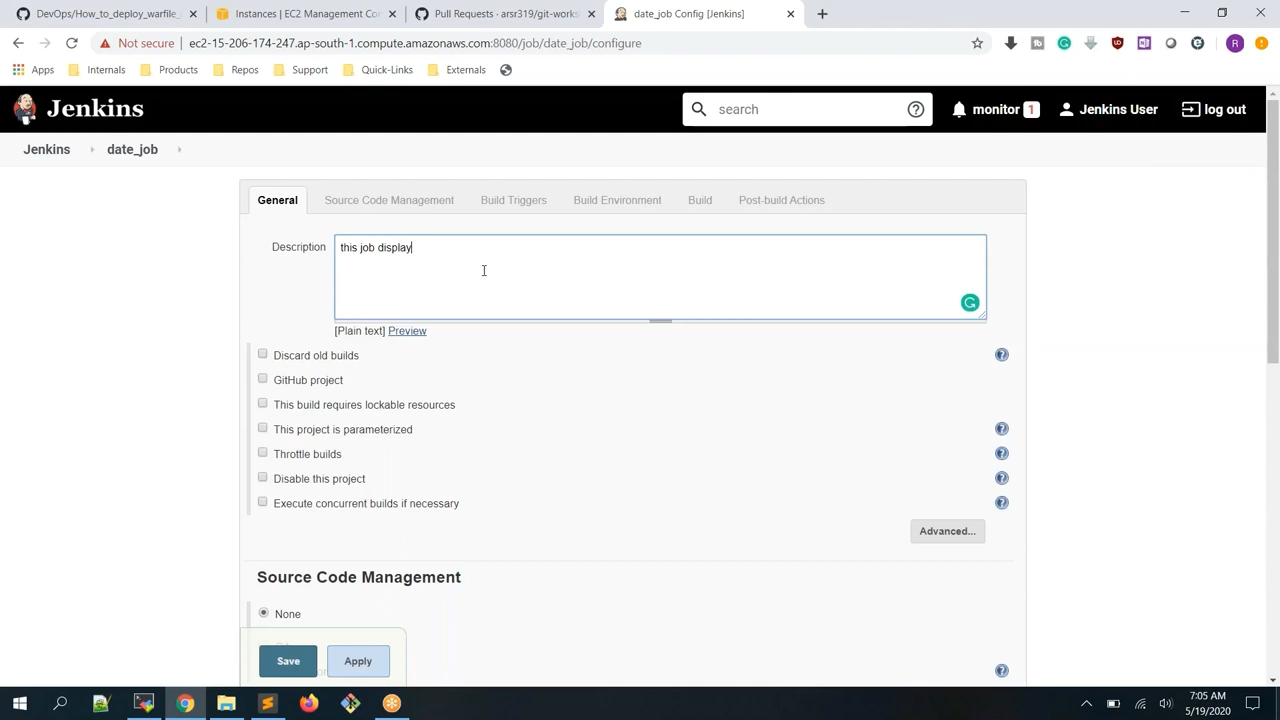 DevOps/How_to_deploy_warfile_
Instances | EC2 Management Con
Pull Requests · arsr319/git-works
date_job Config [Jenkins]
Not secure | ec2-15-206-174-247.ap-south-1.compute.amazonaws.com:8080/job/date_job/configure
Apps Internals Products Repos Support Quick-Links Externals
Jenkins search monitor 1 Jenkins User log out
Jenkins date_job
General Source Code Management Build Triggers Build Environment Build Post-build Actions
Description this job display
[Plain text] Preview
Discard old builds
GitHub project
This build requires lockable resources
This project is parameterized
Throttle builds
Disable this project
Execute concurrent builds if necessary
Advanced...
Source Code Management
None
Save Apply
7:05 AM
5/19/2020